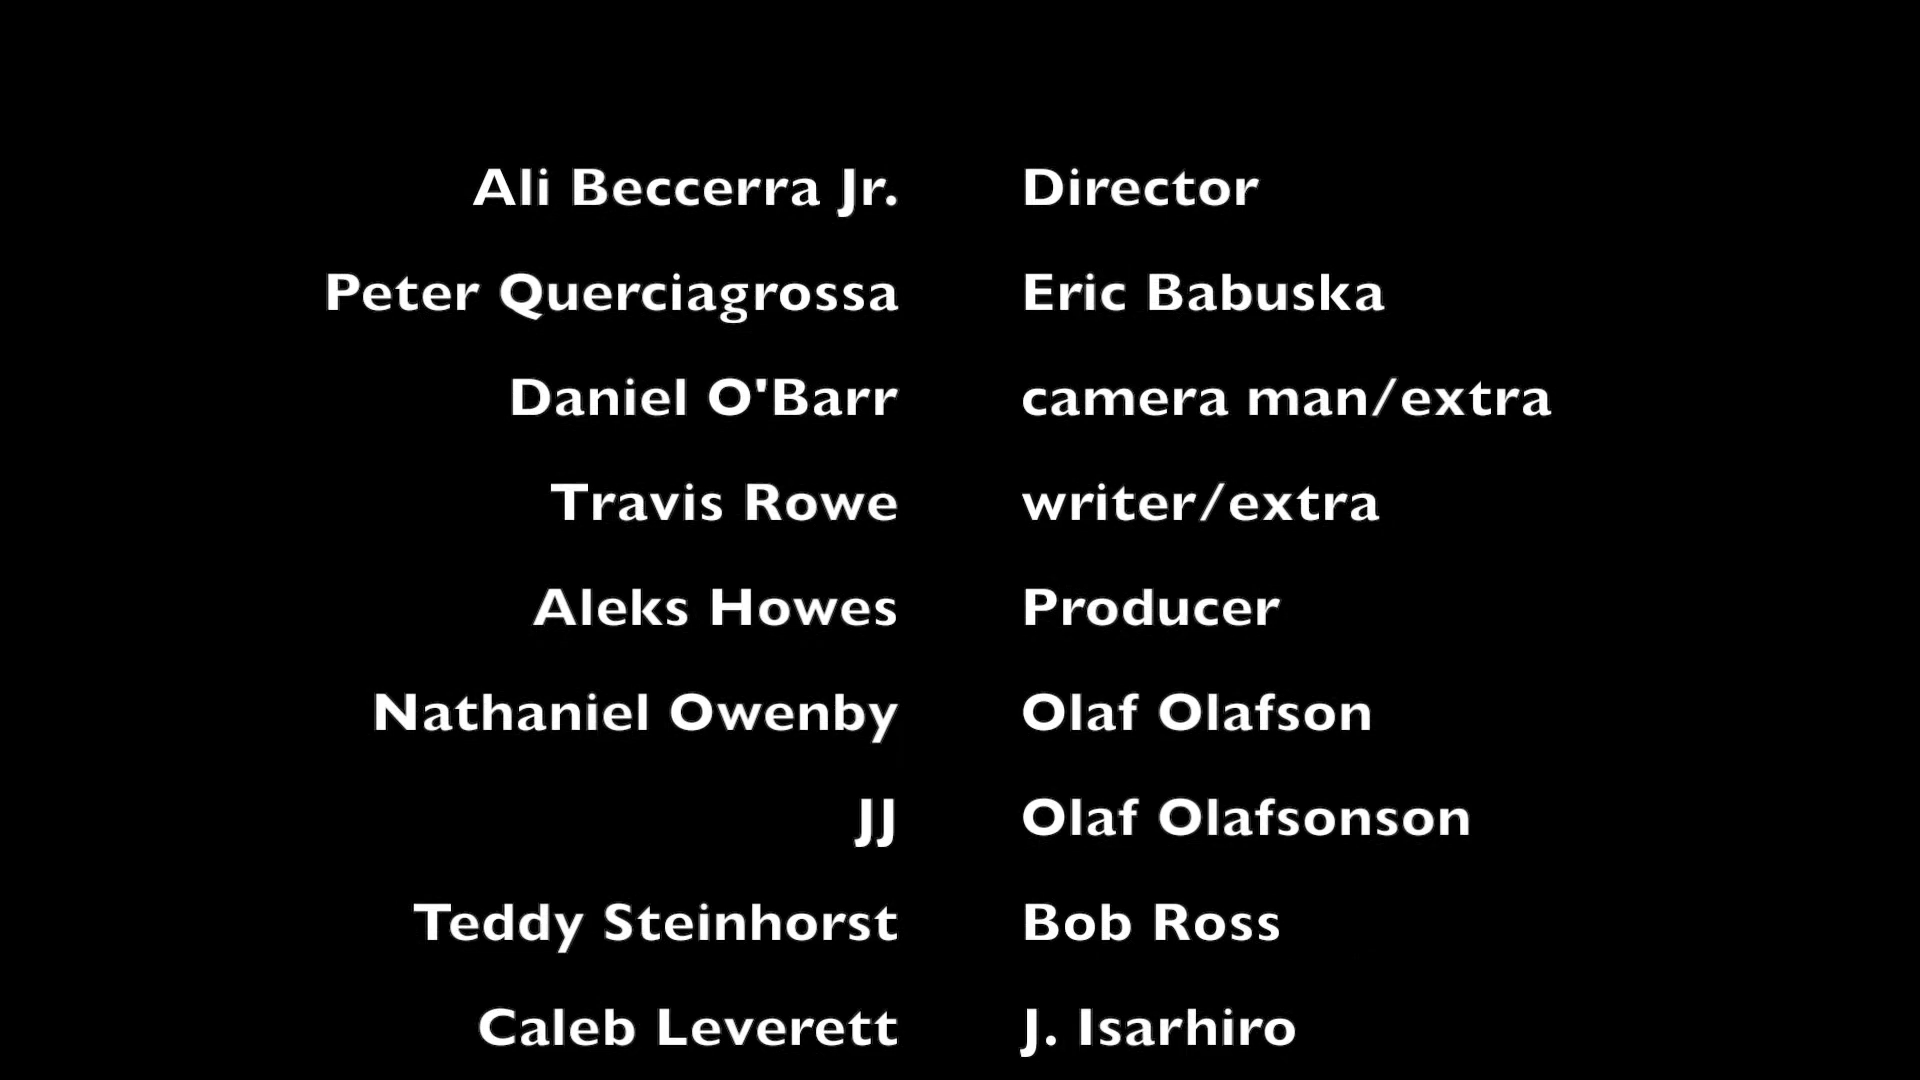 Ali Beccerra Jr. Director
Peter Querciagrossa Eric Babuska
Daniel O'Barr camera man/extra
Travis Rowe writer/extra
Aleks Howes Producer
Nathaniel Owenby Olaf Olafson
JJ Olaf Olafsonson
Teddy Steinhorst Bob Ross
Caleb Leverett J. Isarhiro